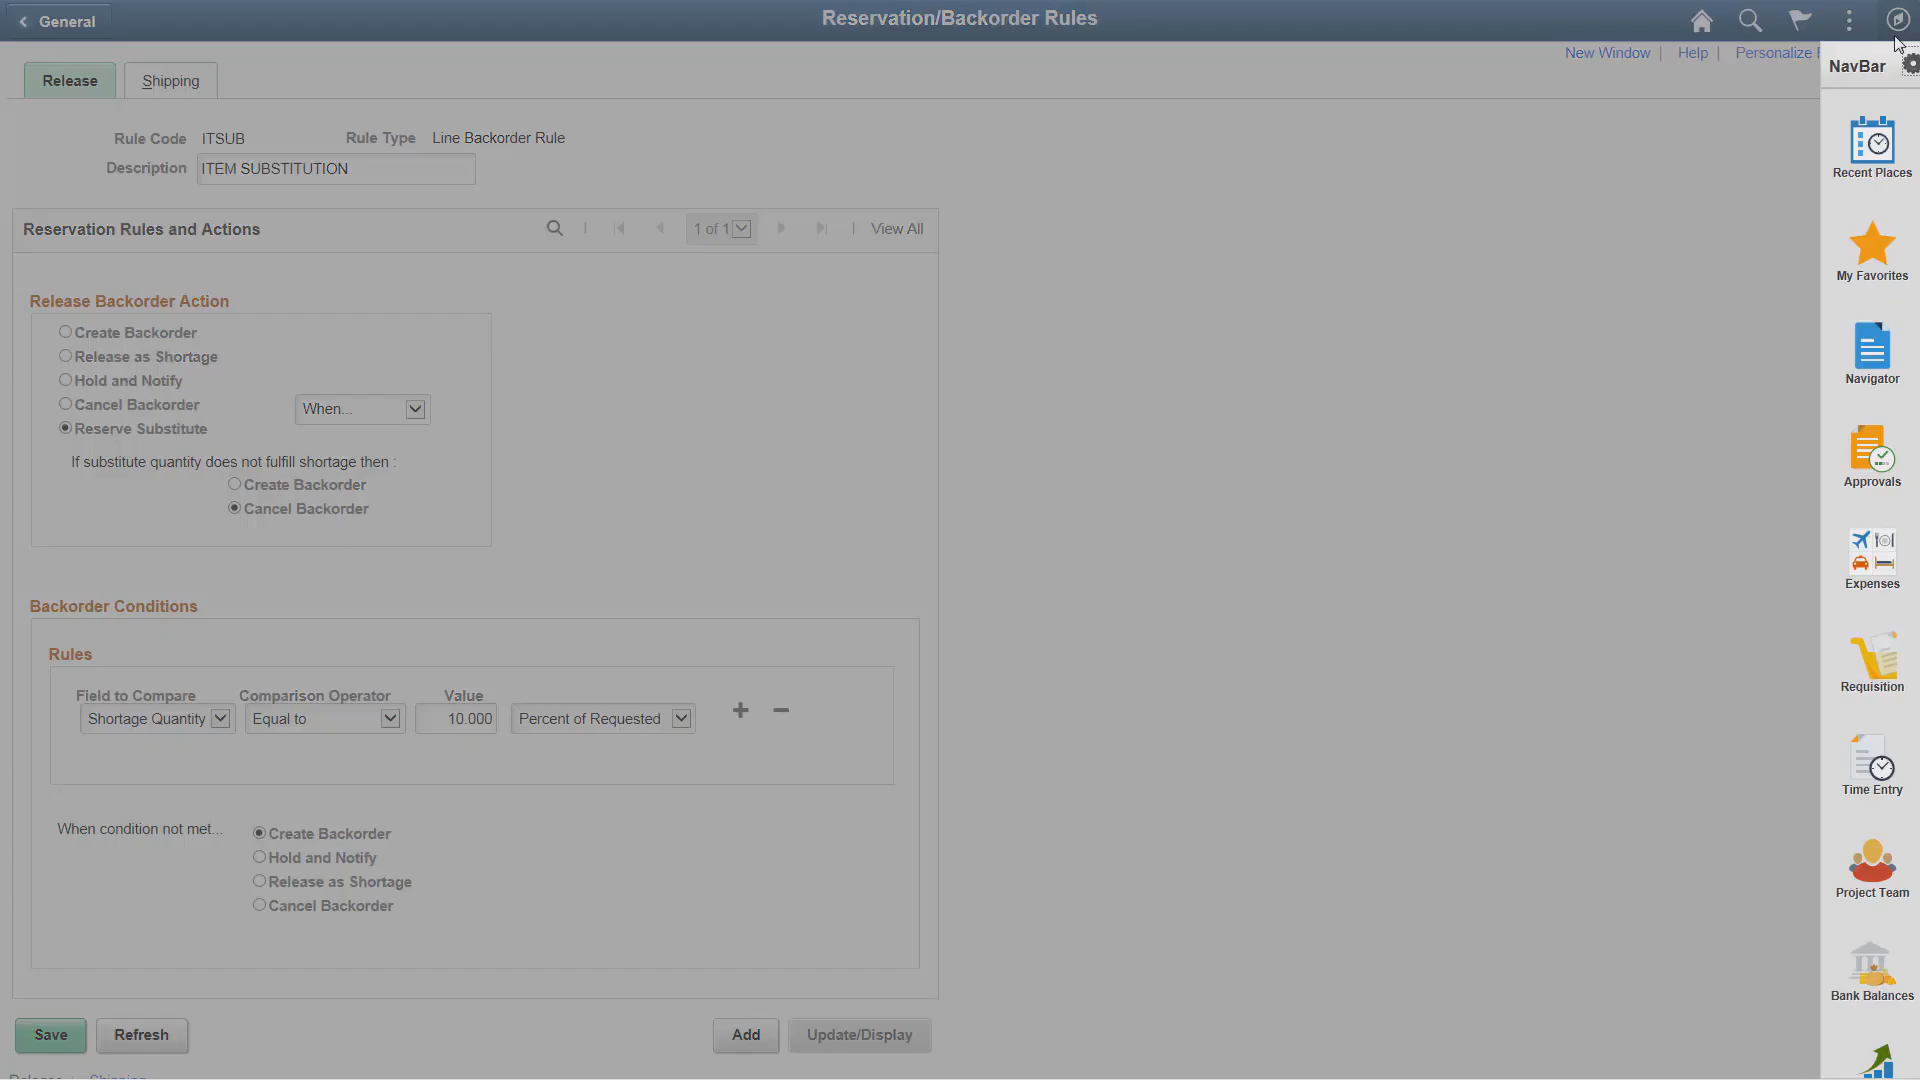 General
Reservation/Backorder Rules
New Window | Help | Personalize
NavBar
Release
Shipping
Rule Code ITSUB Rule Type Line Backorder Rule
Description ITEM SUBSTITUTION
Reservation Rules and Actions
1 of 1
View All
Release Backorder Action
Create Backorder
Release as Shortage
Hold and Notify
Cancel Backorder
When...
Reserve Substitute
If substitute quantity does not fulfill shortage then :
Create Backorder
Cancel Backorder
Backorder Conditions
Rules
Field to Compare Comparison Operator Value
Shortage Quantity Equal to 10.000 Percent of Requested
When condition not met...
Create Backorder
Hold and Notify
Release as Shortage
Cancel Backorder
Save
Refresh
Add
Update/Display
Recent Places
My Favorites
Navigator
Approvals
Expenses
Requisition
Time Entry
Project Team
Bank Balances